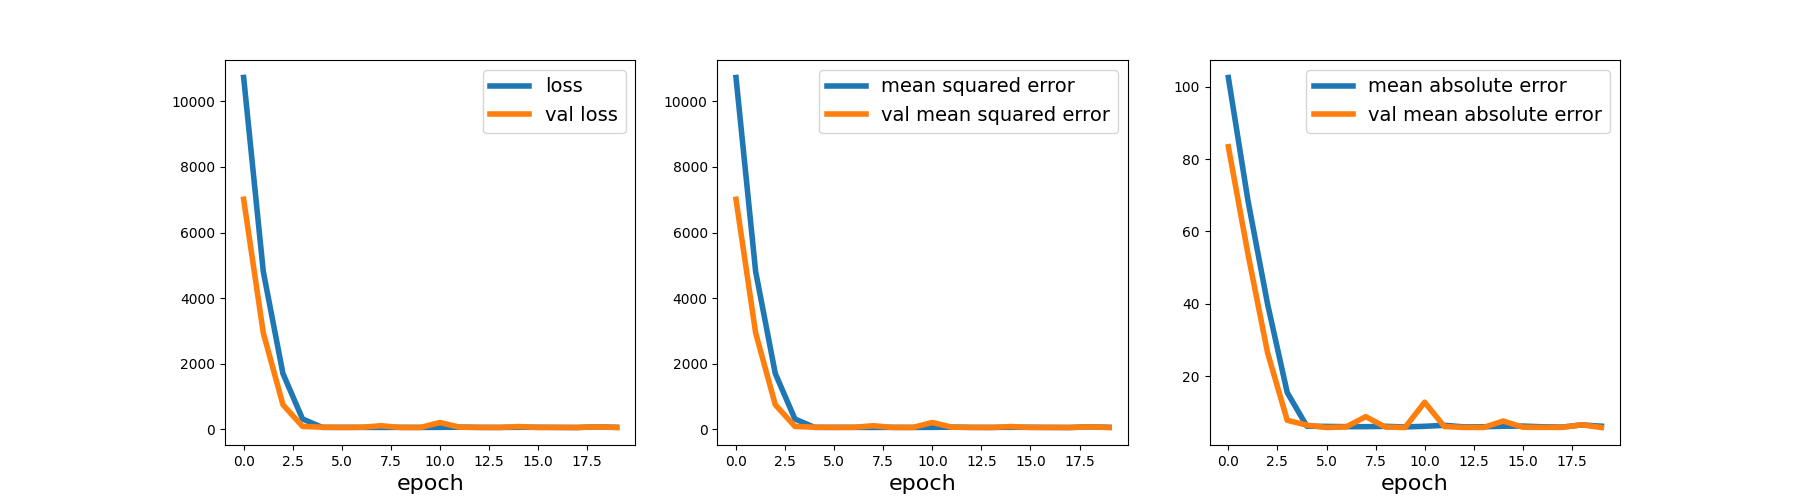 loss
val loss
10000
8000
6000
4000
2000
0
0.0 2.5 5.0 7.5 10.0 12.5 15.0 17.5
epoch
mean squared error
val mean squared error
10000
8000
6000
4000
2000
0
0.0 2.5 5.0 7.5 10.0 12.5 15.0 17.5
epoch
mean absolute error
val mean absolute error
100
80
60
40
20
0.0 2.5 5.0 7.5 10.0 12.5 15.0 17.5
epoch